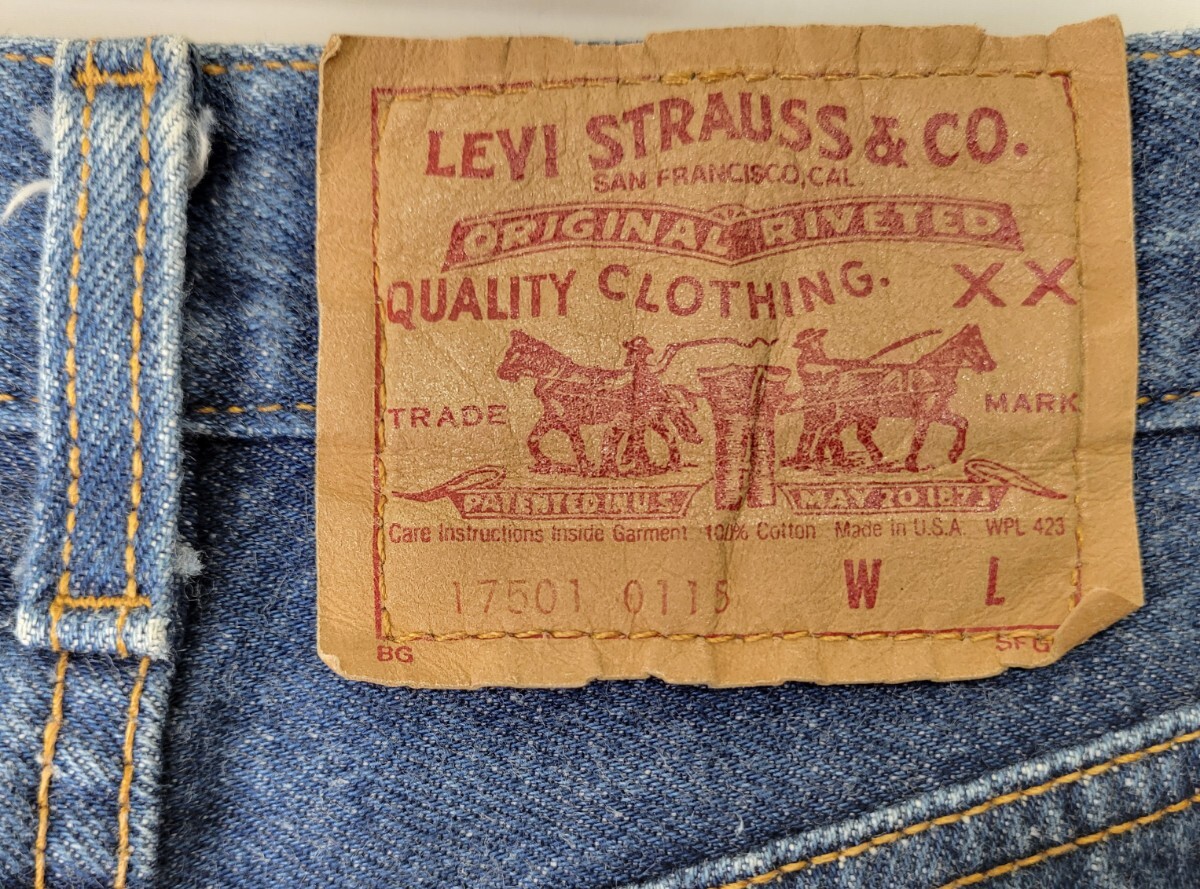 LEVI STRAUSS & CO.
SAN FRANCISCO, CAL.
ORIGINAL RIVETED
QUALITY CLOTHING. XX
TRADE MARK
PATENTED IN U.S. MAY 20 1873
Care Instructions Inside Garment 100% Cotton Made in U.S.A. WPL 423
17501 0115 W L
BG SFG